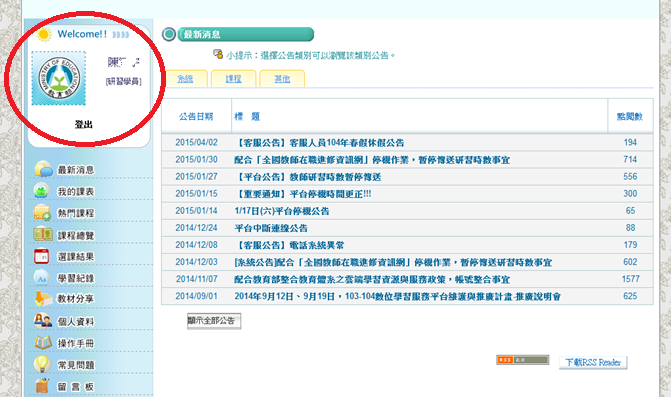 Welcome!!
MINISTRY OF EDUCATION
教育部
陳
[研習學員]
登出
最新消息
我的課表
熱門課程
課程總覽
選課結果
學習紀錄
教材分享
個人資料
操作手冊
常見問題
留言板
最新消息
小提示：選擇公告類別可以瀏覽該類別公告。
系統 課程 其他
公告日期 標 題 點閱數
2015/04/02 【客服公告】客服人員104年春假休假公告 194
2015/01/30 配合「全國教師在職進修資訊網」停機作業，暫停傳送研習時數事宜 714
2015/01/27 【平台公告】教師研習時數暫停傳送 556
2015/01/15 【重要通知】平台停機時間更正!!! 300
2015/01/14 1/17日(六)平台停機公告 65
2014/12/24 平台中斷連線公告 88
2014/12/08 【客服公告】電話系統異常 179
2014/12/03 [系統公告]配合「全國教師在職進修資訊網」停機作業，暫停傳送研習時數事宜 602
2014/11/07 配合教育部整合教育體系之雲端學習資源與服務政策，帳號整合事宜 1577
2014/09/01 2014年9月12日、9月19日，103-104數位學習服務平台維護與推廣計畫-推廣說明會 625
顯示全部公告
RSS 2.0
下載RSS Reader